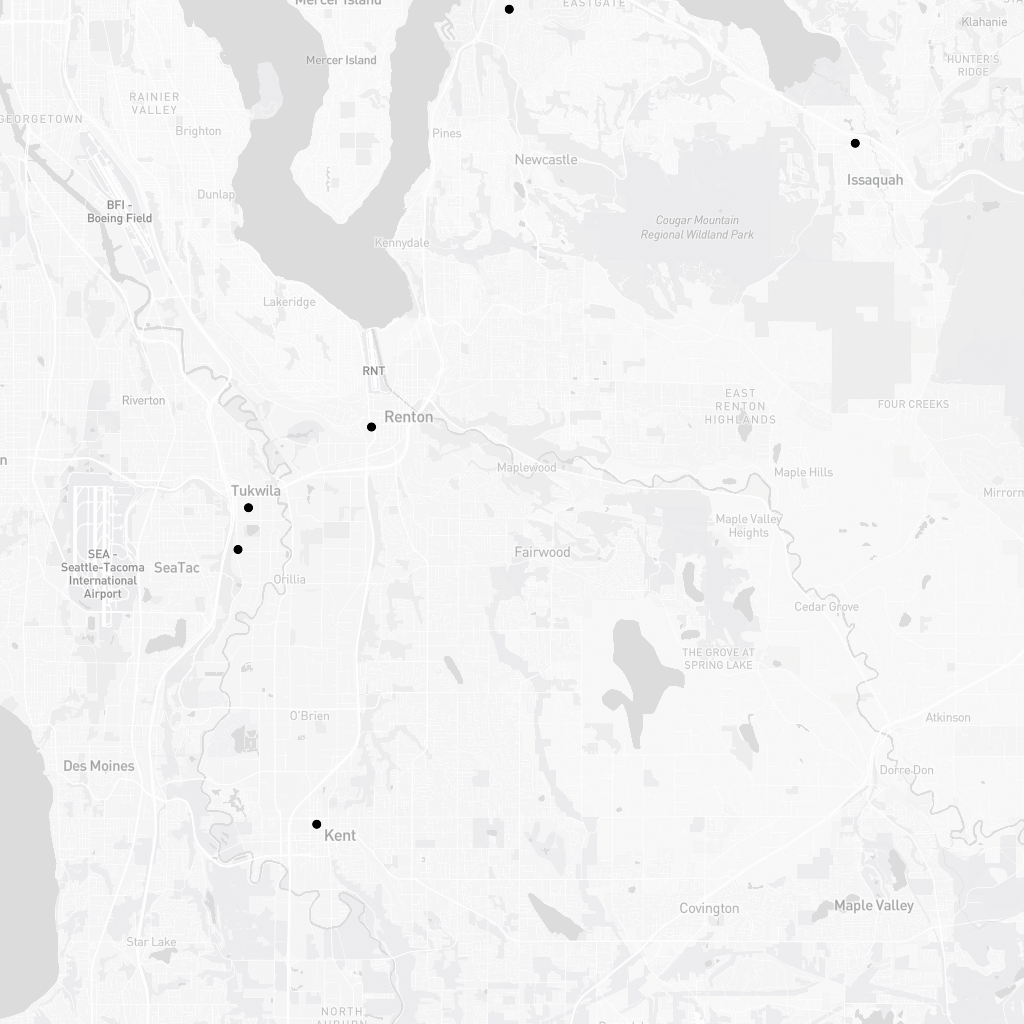 Mercer Island
EASTGATE
Klahanie
Mercer Island
HUNTER'S
RIDGE
RAINIER
VALLEY
GEORGETOWN
Brighton
Pines
Newcastle
Issaquah
Dunlap
BFI -
Boeing Field
Cougar Mountain
Regional Wildland Park
Kennydale
Lakeridge
RNT
Riverton
Renton
EAST
RENTON
HIGHLANDS
FOUR CREEKS
n
Maplewood
Maple Hills
Tukwila
Mirrorm
Maple Valley
Heights
SEA -
Seattle-Tacoma
International
Airport
SeaTac
Fairwood
Orillia
Cedar Grove
THE GROVE AT
SPRING LAKE
O'Brien
Atkinson
Des Moines
Dorre Don
Kent
Covington
Maple Valley
Star Lake
NORTH
AUBURN